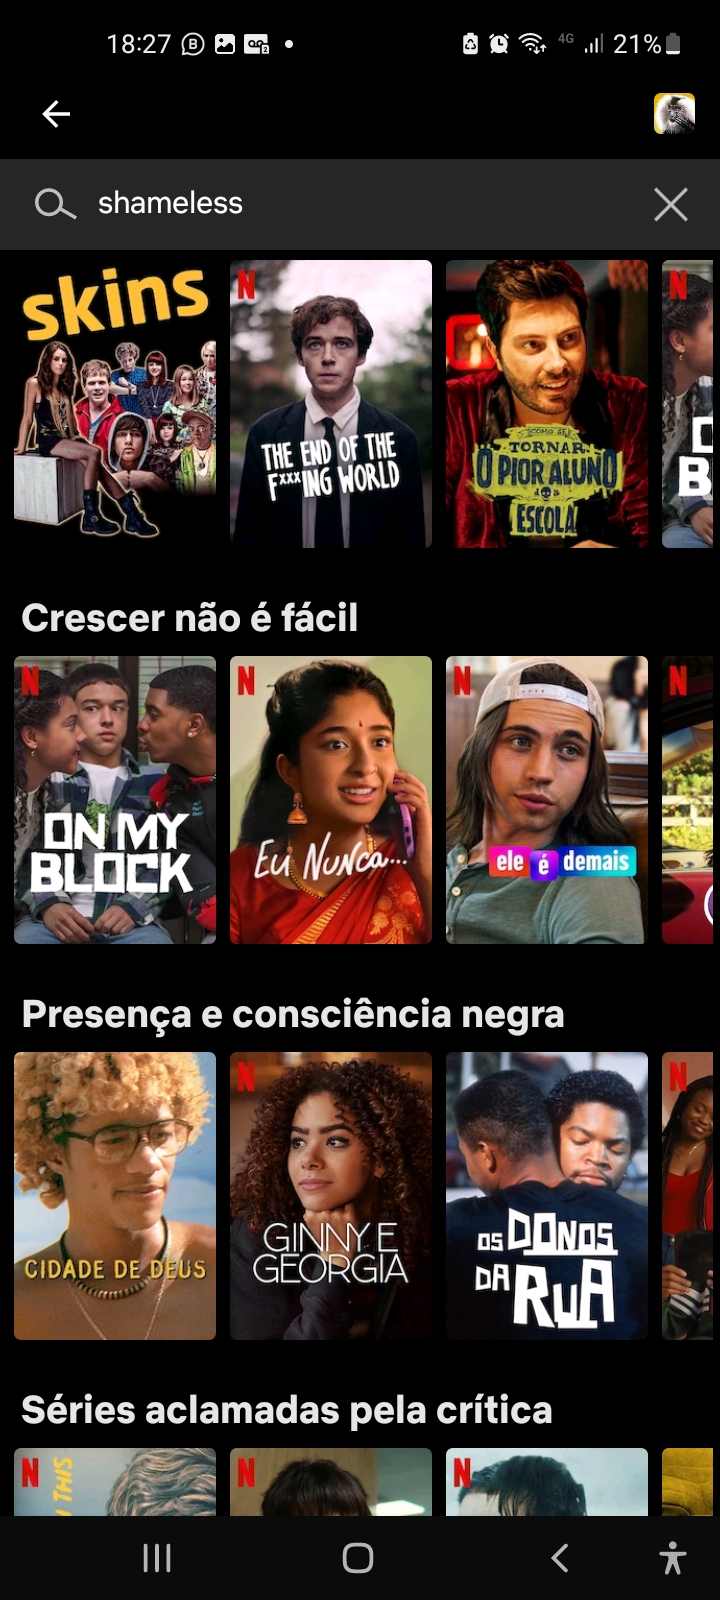 18:27
4G
21%
shameless
skins
N
THE END OF THE
F***ING WORLD
COMO SE
TORNAR
O PIOR ALUNO
DA
ESCOLA
N
Crescer não é fácil
N
ON MY
BLOCK
N
EU NUNCA...
N
ele é demais
N
Presença e consciência negra
CIDADE DE DEUS
N
GINNY E
GEORGIA
OS DONOS
DA RUA
N
Séries aclamadas pela crítica
N
THIS
N
N